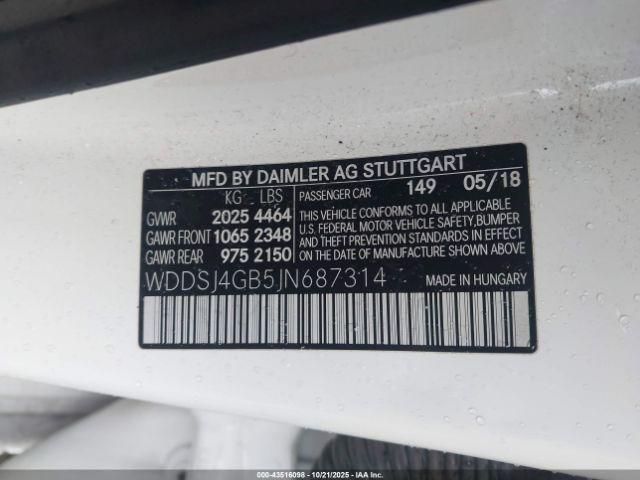 MFD BY DAIMLER AG STUTTGART
KG LBS PASSENGER CAR 149 05/18
GVWR 2025 4464 THIS VEHICLE CONFORMS TO ALL APPLICABLE
U.S. FEDERAL MOTOR VEHICLE SAFETY, BUMPER
GAWR FRONT 1065 2348 AND THEFT PREVENTION STANDARDS IN EFFECT
GAWR REAR 975 2150 ON THE DATE OF MANUFACTURE SHOWN ABOVE.
WDDSJ4GB5JN687314 MADE IN HUNGARY
000-43516098 - 10/21/2025 - IAAI.COM